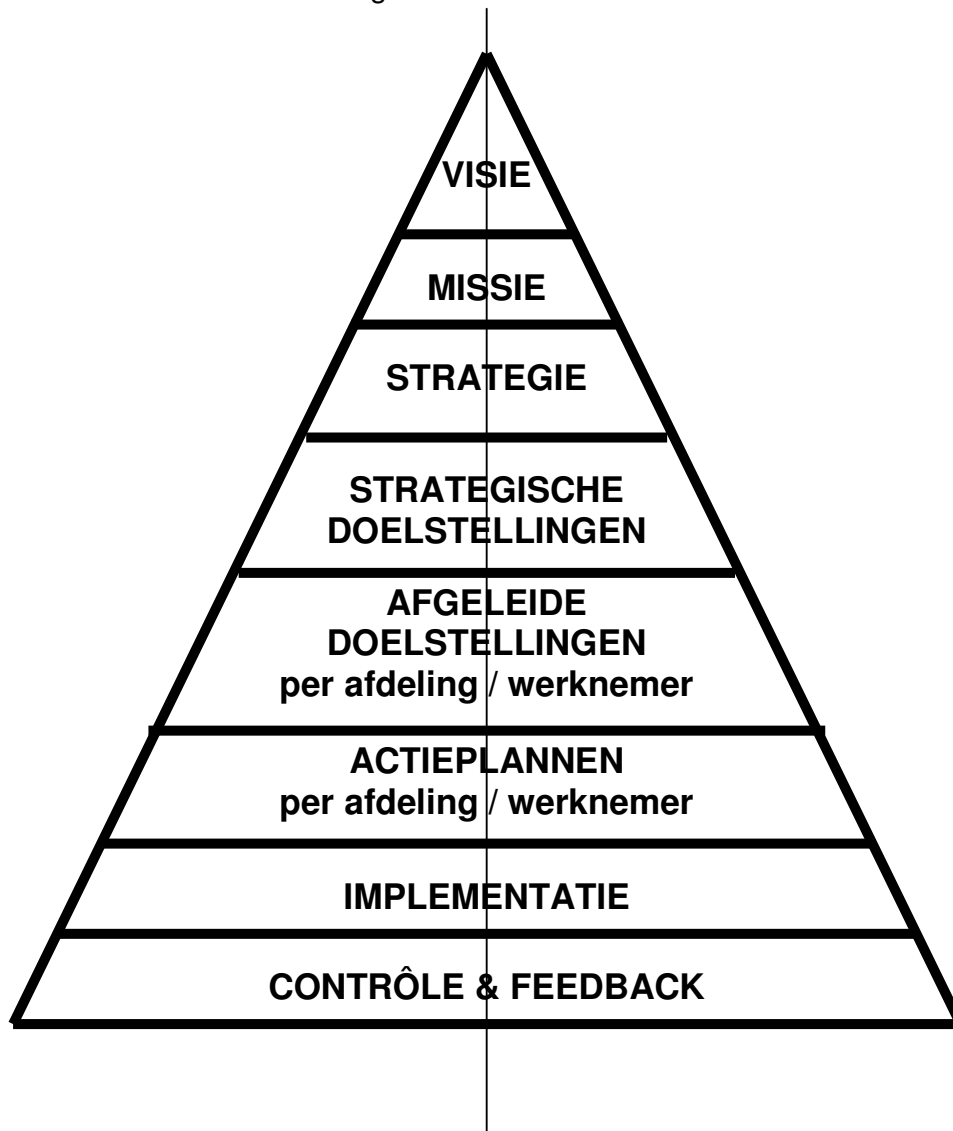 VISIE
MISSIE
STRATEGIE
STRATEGISCHE
DOELSTELLINGEN
AFGELEIDE
DOELSTELLINGEN
per afdeling / werknemer
ACTIEPLANNEN
per afdeling / werknemer
IMPLEMENTATIE
CONTRÔLE & FEEDBACK